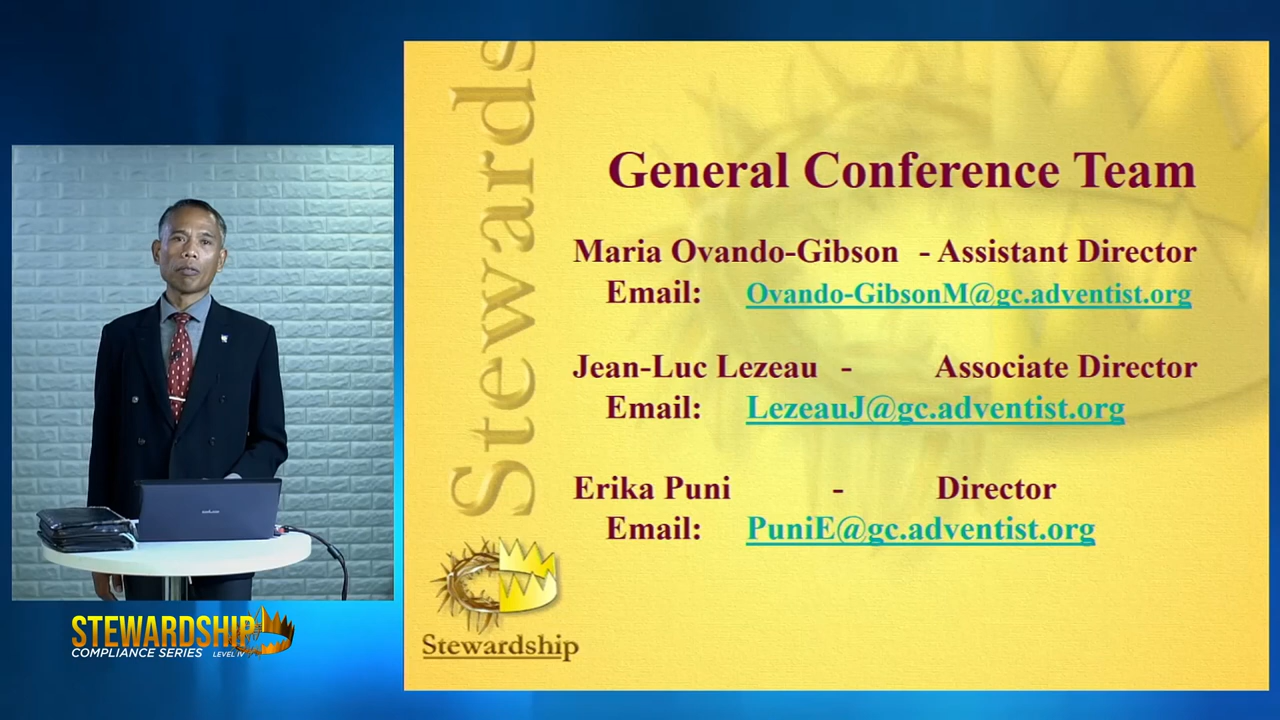 Stewards
General Conference Team
Maria Ovando-Gibson - Assistant Director
Email: Ovando-GibsonM@gc.adventist.org
Jean-Luc Lezeau - Associate Director
Email: LezeauJ@gc.adventist.org
Erika Puni - Director
Email: PuniE@gc.adventist.org
Stewardship
STEWARDSHIP
COMPLIANCE SERIES LEVEL IV